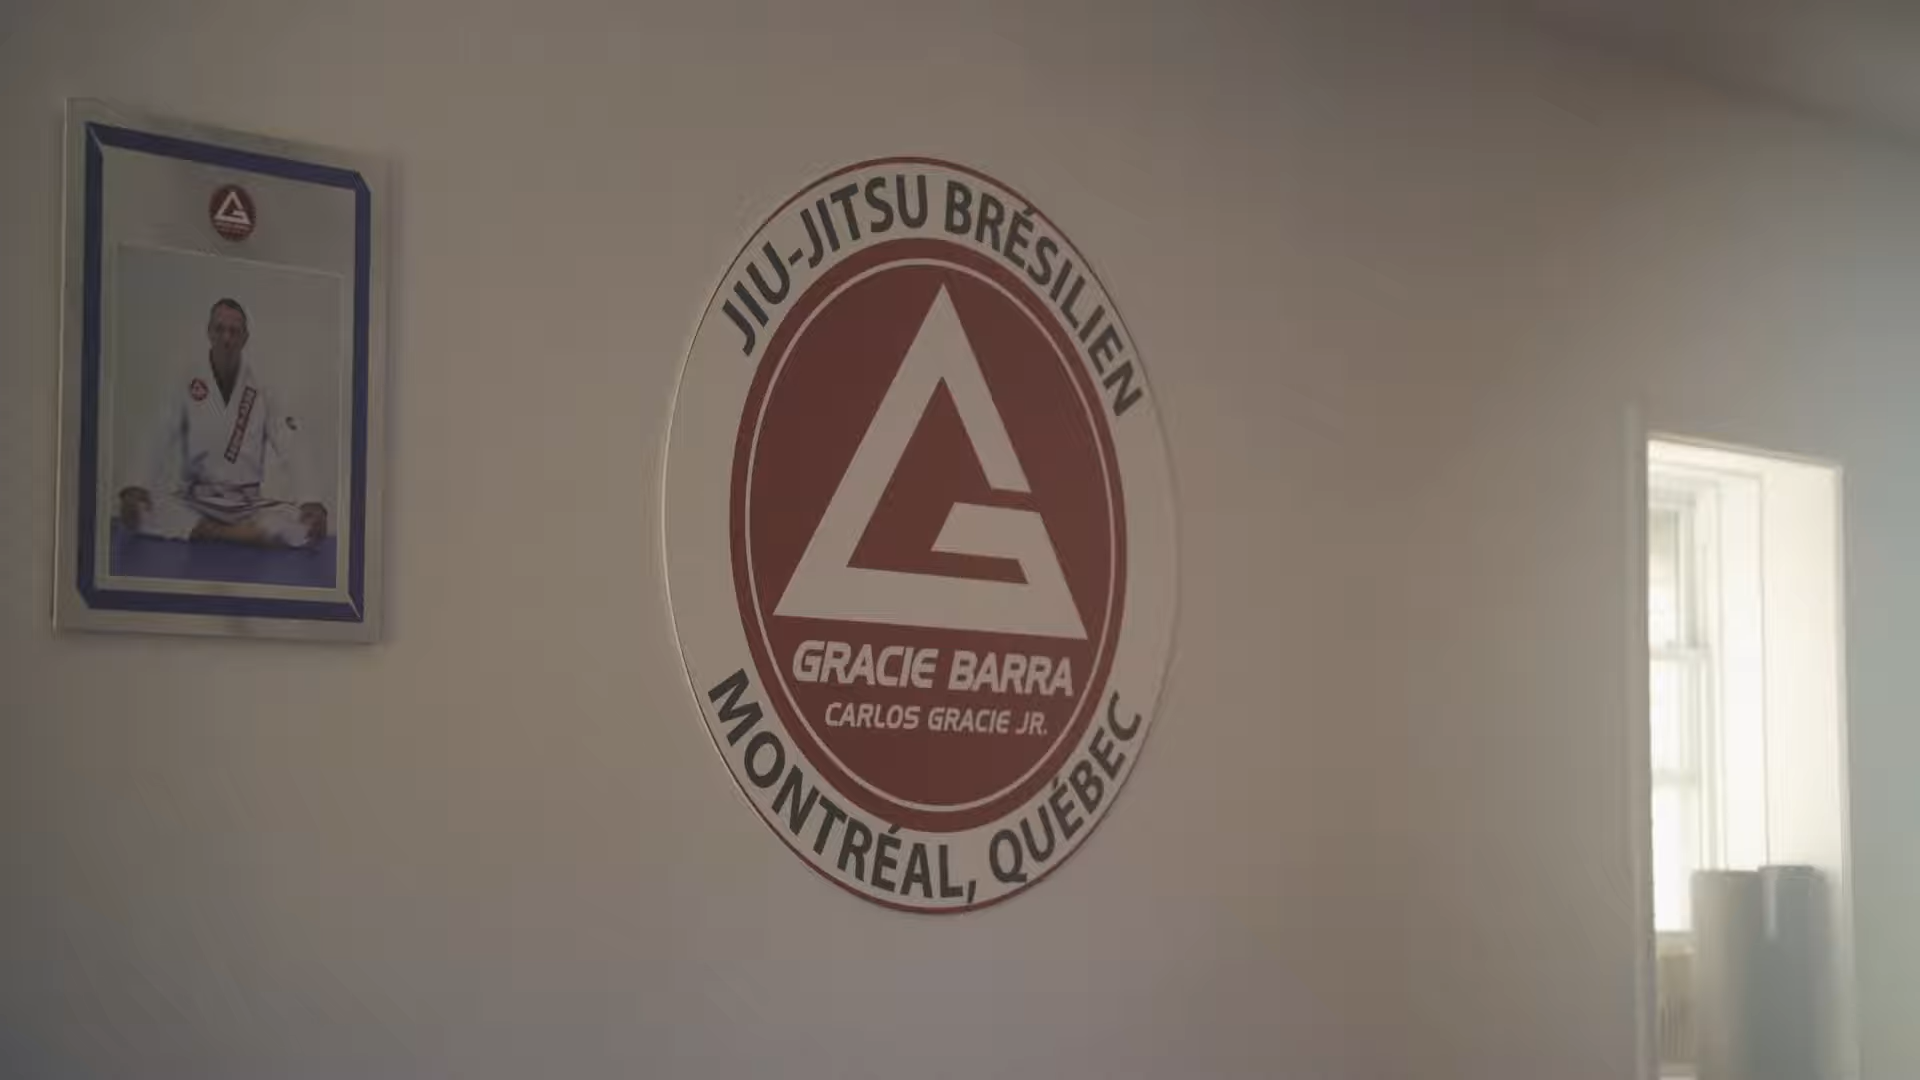 JIU-JITSU BRÉSILIEN
GRACIE BARRA
CARLOS GRACIE JR.
MONTRÉAL, QUÉBEC